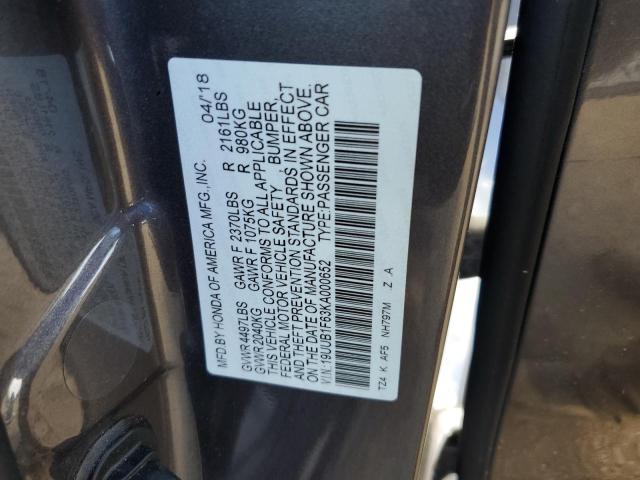 MFD.BY HONDA OF AMERICA MFG.,INC. 04/18
GVWR4497LBS GAWR F 2370LBS R 2161LBS
GVWR2040KG GAWR F 1075KG R 980KG
THIS VEHICLE CONFORMS TO ALL APPLICABLE
FEDERAL MOTOR VEHICLE SAFETY , BUMPER,
AND THEFT PREVENTION STANDARDS IN EFFECT
ON THE DATE OF MANUFACTURE SHOWN ABOVE.
V.I.N:19UUB1F63KA000652 TYPE:PASSENGER CAR
TZ4 K AF5 NH797M Z A